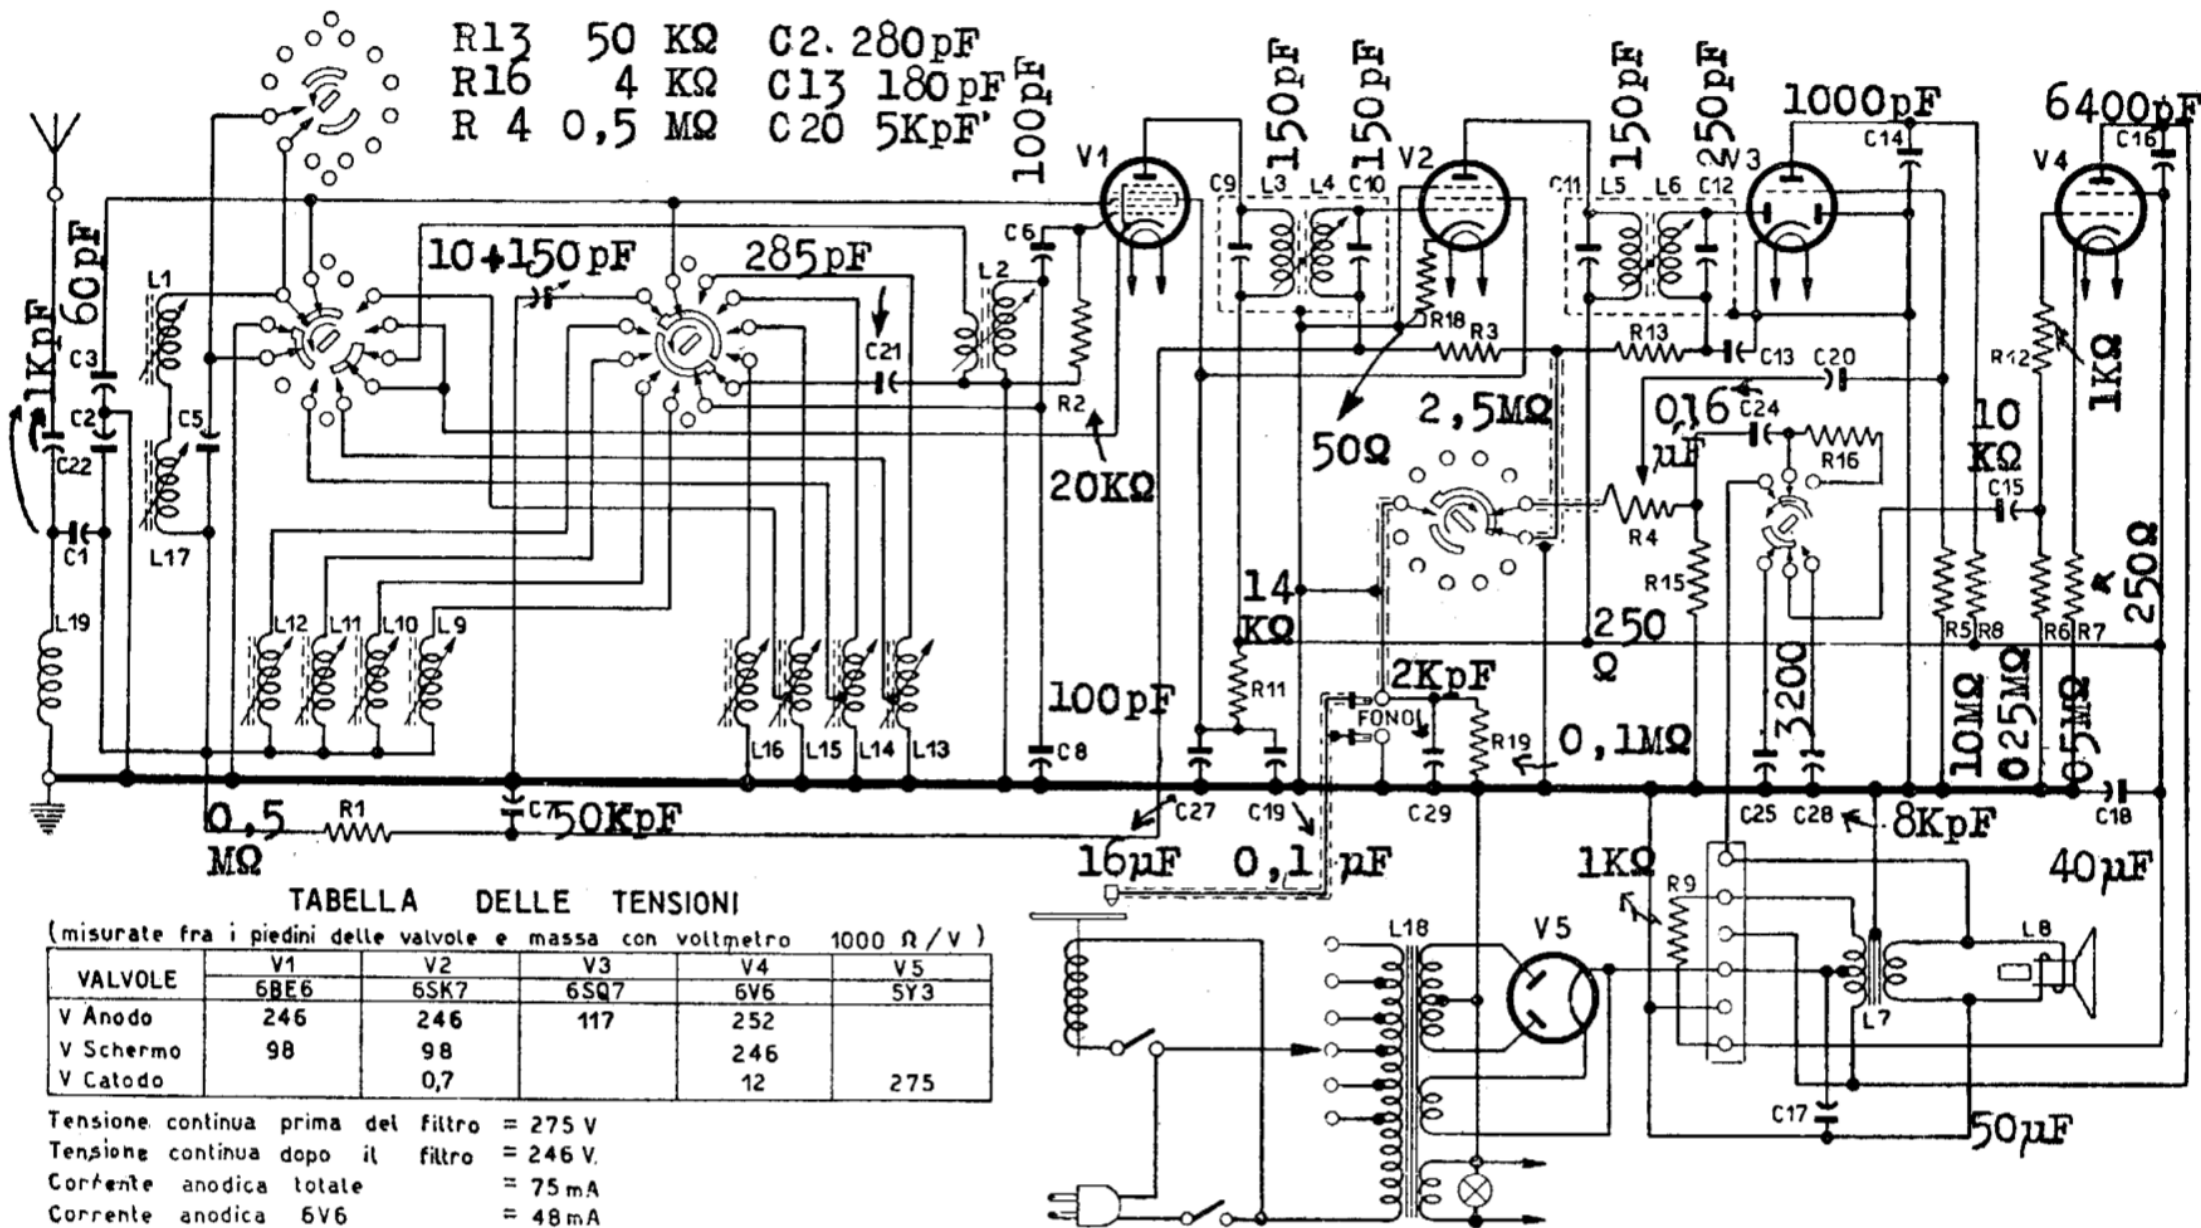 R13 50 KΩ C2. 280pF
R16 4 KΩ C13 180pF
R 4 0,5 MΩ C20 5KpF
100pF
V1
150pF
150pF
V2
150pF
250pF
V3
1000pF
C14
6400pF
C16
V4
60pF
1KpF
L1
10+150pF
285pF
C6
L2
C9
L3
L4
C10
C11
L5
L6
C12
C3
C2
C22
C5
C21
R2
R18
R3
R13
C13
C20
R12
1KΩ
20KΩ
50Ω
2,5MΩ
016
µF
C24
R16
10
KΩ
C15
C1
L17
R4
R15
250Ω
L19
L12
L11
L10
L9
14
KΩ
R11
250
Ω
R5
R8
R6
R7
L16
L15
L14
L13
100pF
C8
2KpF
FONO
R19
0,1MΩ
3200
10MΩ
025MΩ
05MΩ
0,5
MΩ
R1
C7
50KpF
C27
C19
C29
C25
C28
8KpF
C18
16µF
0,1 µF
1KΩ
R9
40µF
L18
V5
L7
L8
C17
50µF
TABELLA DELLE TENSIONI
(misurate fra i piedini delle valvole e massa con voltmetro 1000 Ω/V)
VALVOLE V1 V2 V3 V4 V5
6BE6 6SK7 6SQ7 6V6 5Y3
V Anodo 246 246 117 252
V Schermo 98 98 246
V Catodo 0,7 12 275
Tensione continua prima del filtro = 275 V
Tensione continua dopo il filtro = 246 V.
Corrente anodica totale = 75 mA
Corrente anodica 6V6 = 48 mA